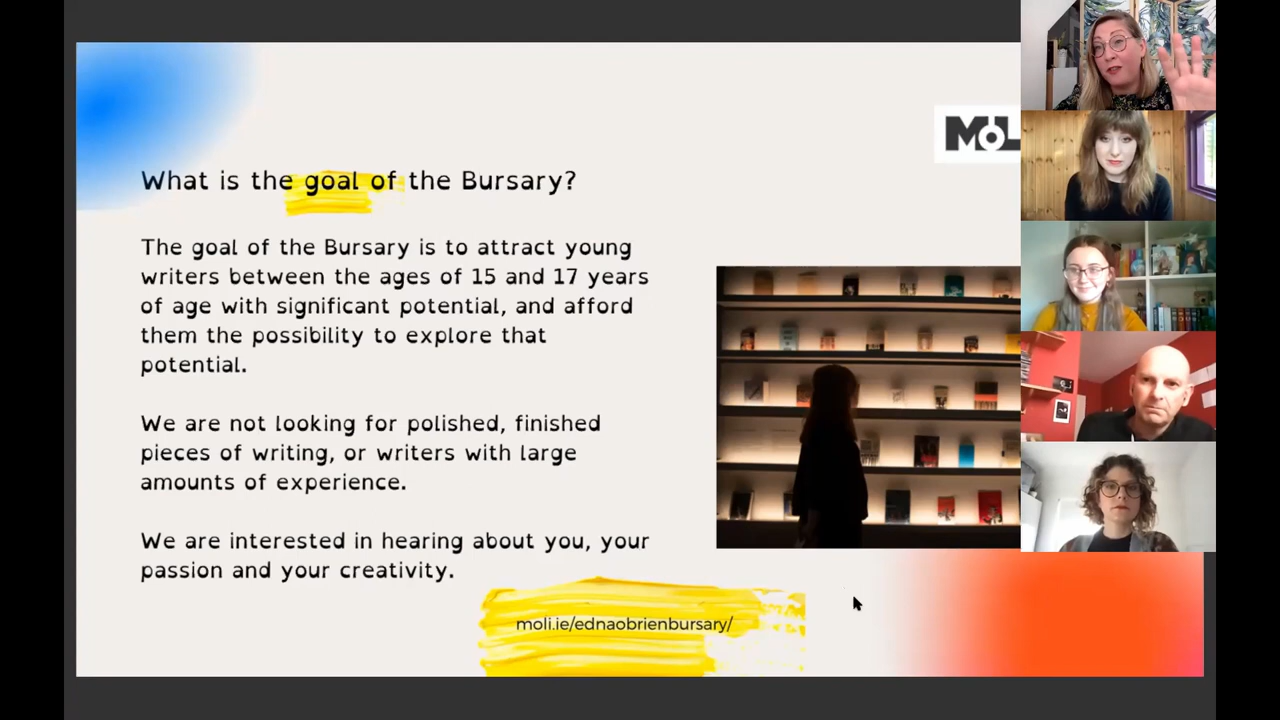 What is the goal of the Bursary?
The goal of the Bursary is to attract young
writers between the ages of 15 and 17 years
of age with significant potential, and afford
them the possibility to explore that
potential.
We are not looking for polished, finished
pieces of writing, or writers with large
amounts of experience.
We are interested in hearing about you, your
passion and your creativity.
moli.ie/ednaobrienbursary/